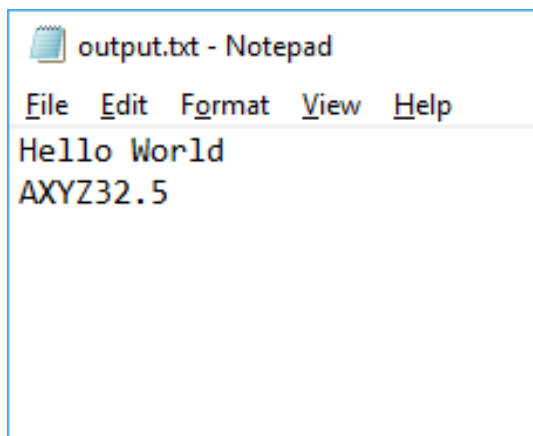 output.txt - Notepad
File Edit Format View Help
Hello World
AXYZ32.5